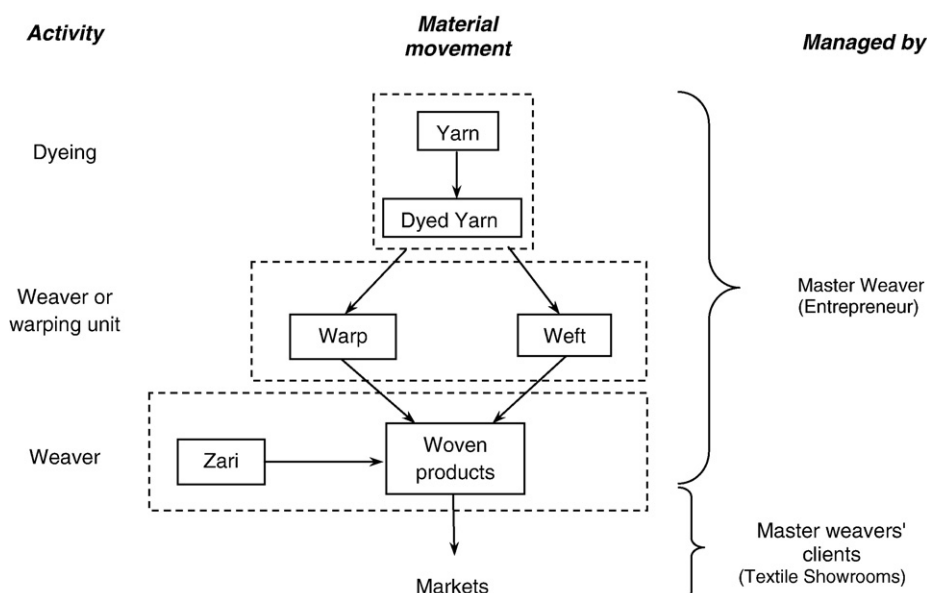 Activity
Material
movement
Managed by
Dyeing
Yarn
Dyed Yarn
Weaver or
warping unit
Warp
Weft
Master Weaver
(Entrepreneur)
Weaver
Zari
Woven
products
Master weavers'
clients
(Textile Showrooms)
Markets